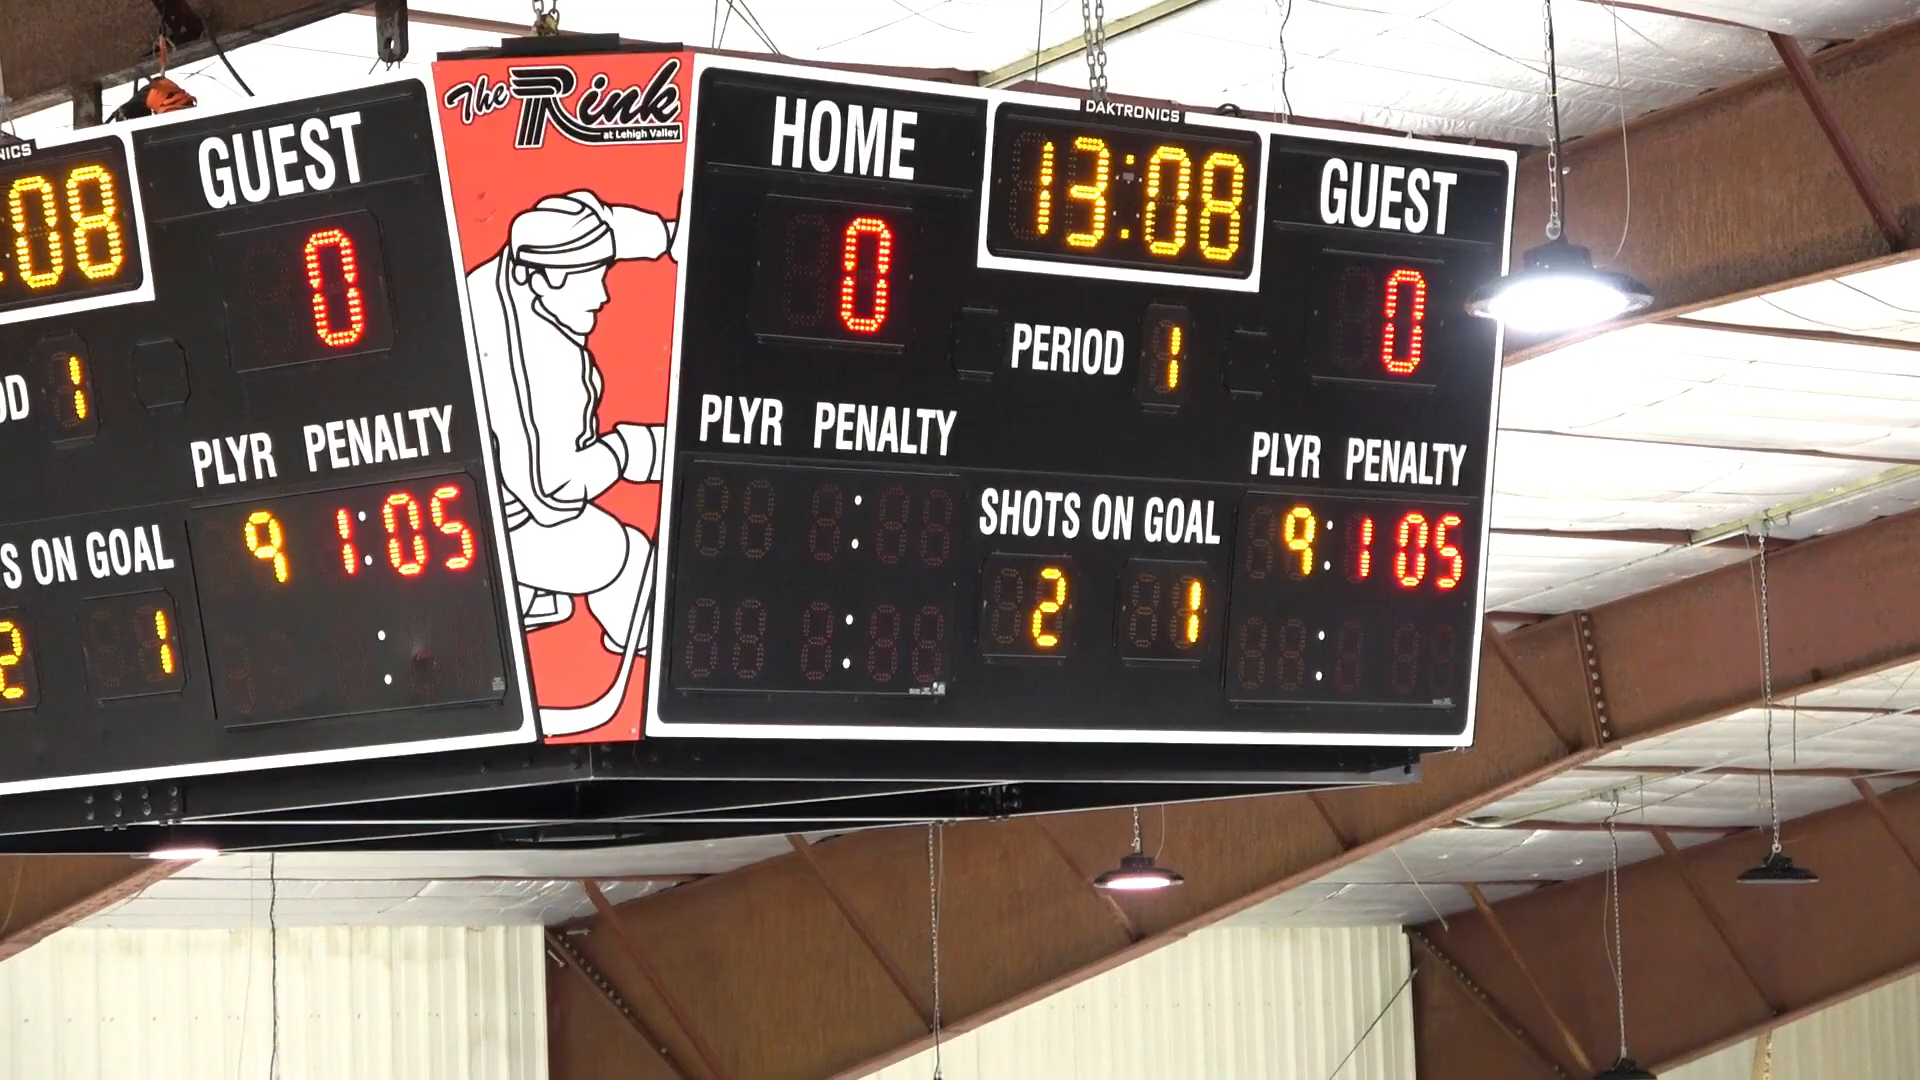 NICS
:08
GUEST
0
OD 1
PLYR PENALTY
9 1:05
S ON GOAL
2 1
The Rink
at Lehigh Valley
DAKTRONICS
HOME 13:08 GUEST
0 0
PERIOD 1
PLYR PENALTY
PLYR PENALTY
SHOTS ON GOAL
9 : 1 05
2 1